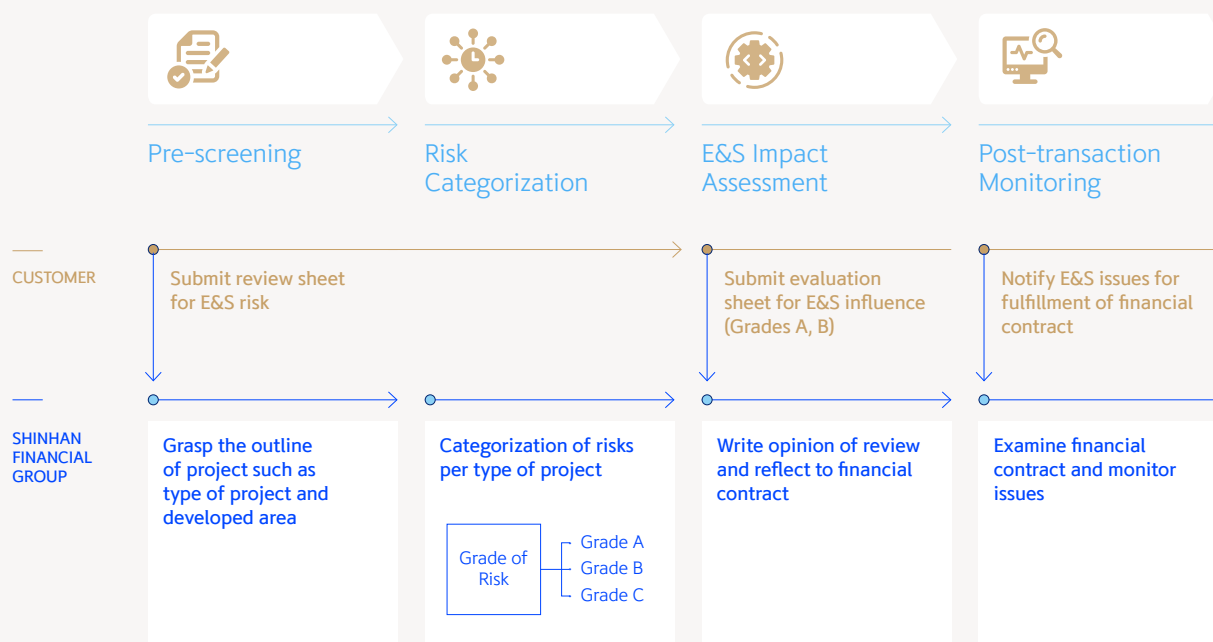 Pre-screening
Risk
Categorization
E&S Impact
Assessment
Post-transaction
Monitoring
CUSTOMER
Submit review sheet
for E&S risk
Submit evaluation
sheet for E&S influence
(Grades A, B)
Notify E&S issues for
fulfillment of financial
contract
SHINHAN
FINANCIAL
GROUP
Grasp the outline
of project such as
type of project and
developed area
Categorization of risks
per type of project
Grade of
Risk
Grade A
Grade B
Grade C
Write opinion of review
and reflect to financial
contract
Examine financial
contract and monitor
issues